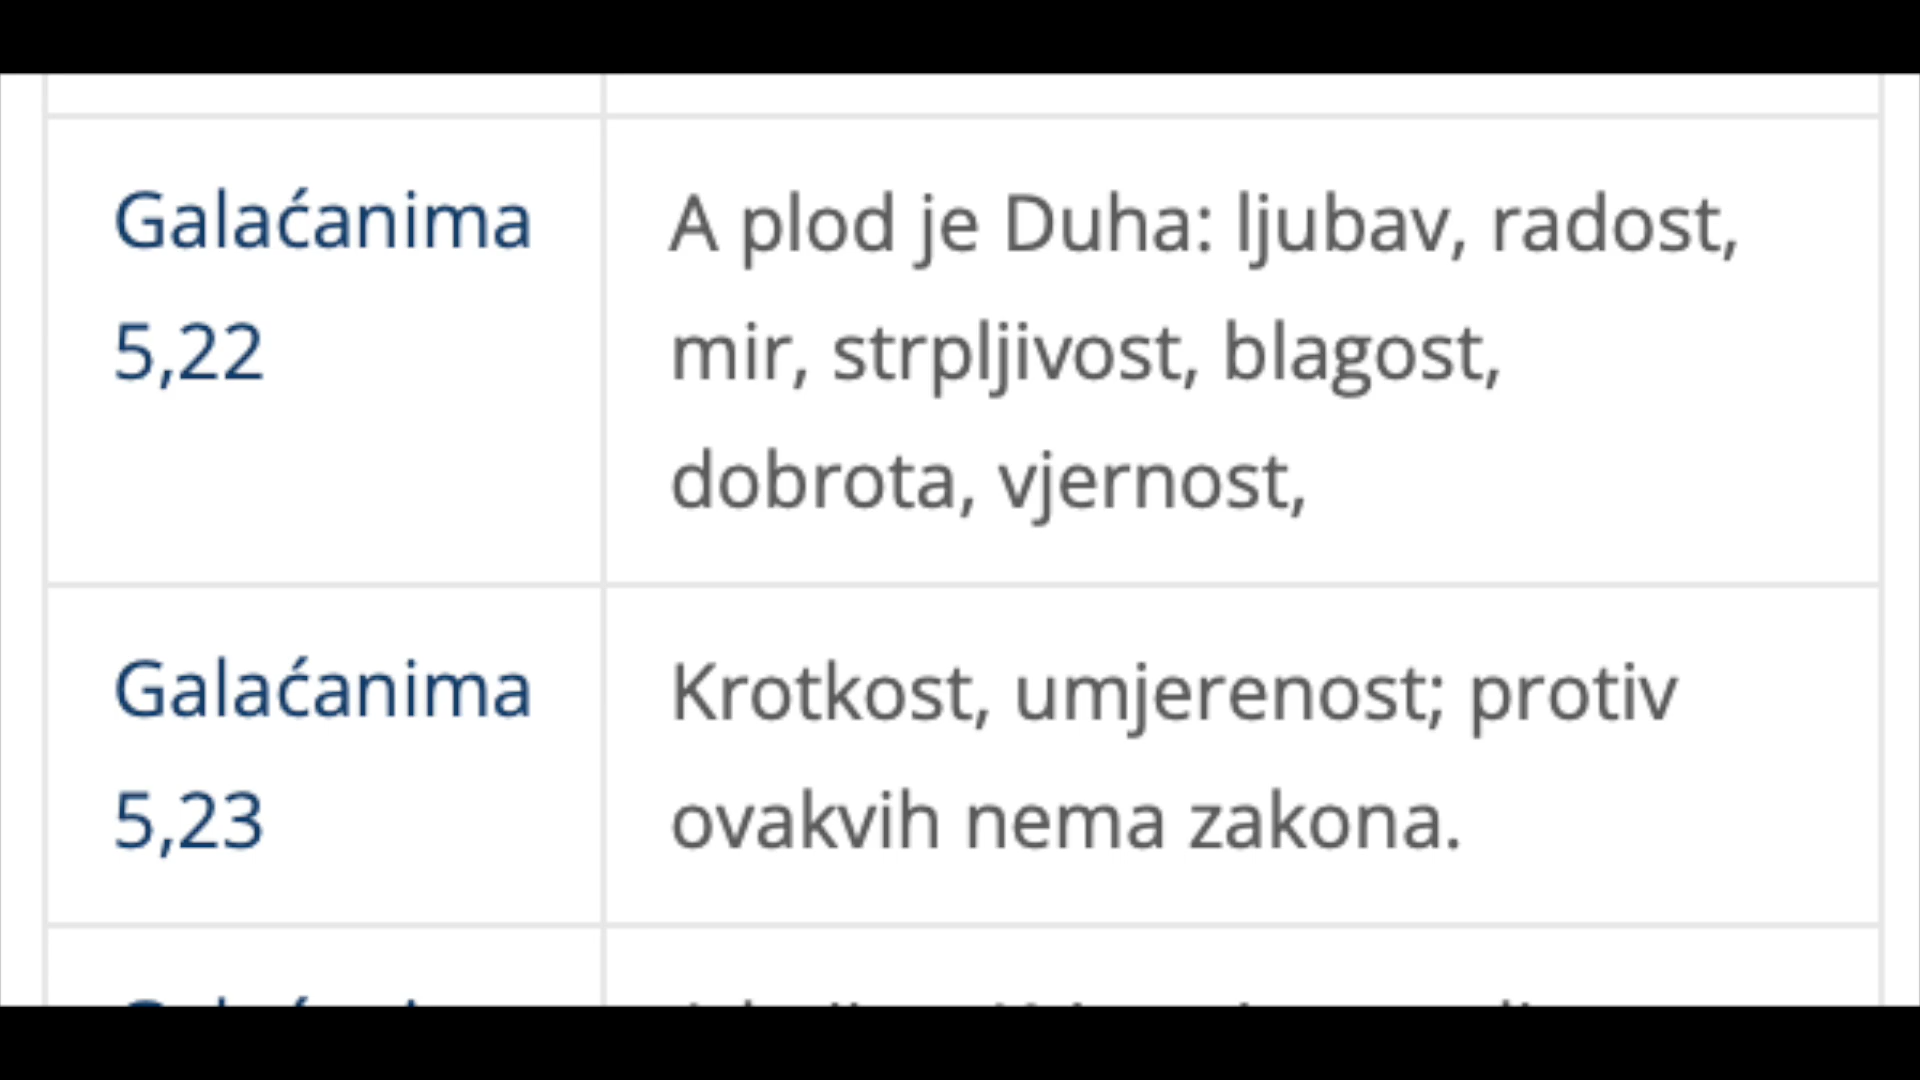 Galaćanima
5,22
A plod je Duha: ljubav, radost,
mir, strpljivost, blagost,
dobrota, vjernost,
Galaćanima
5,23
Krotkost, umjerenost; protiv
ovakvih nema zakona.